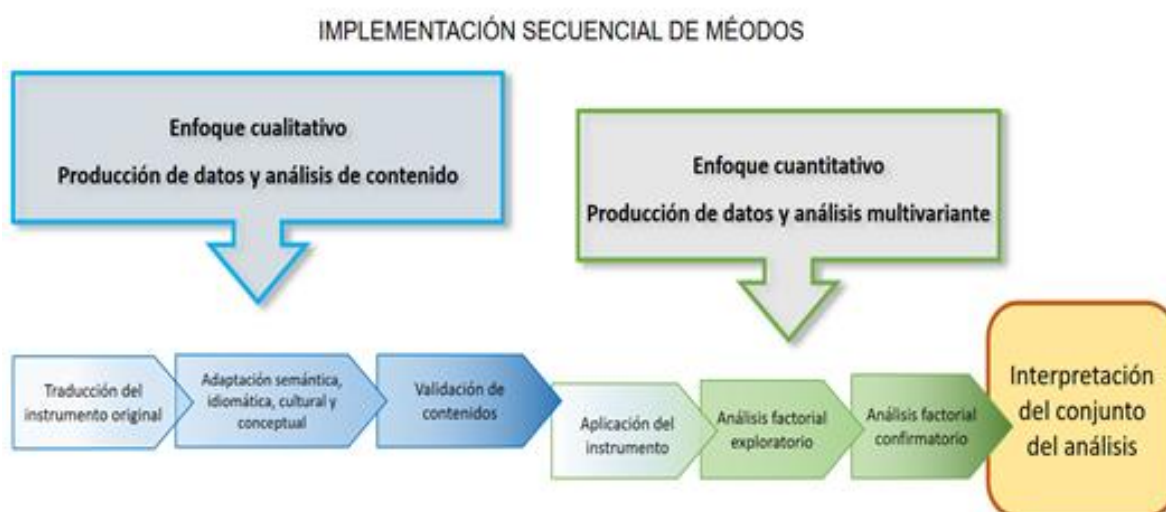 IMPLEMENTACIÓN SECUENCIAL DE MÉODOS
Enfoque cualitativo
Producción de datos y análisis de contenido
Enfoque cuantitativo
Producción de datos y análisis multivariante
Traducción del
instrumento original
Adaptación semántica,
idiomática, cultural y
conceptual
Validación de
contenidos
Aplicación del
instrumento
Análisis factorial
exploratorio
Análisis factorial
confirmatorio
Interpretación
del conjunto
del análisis